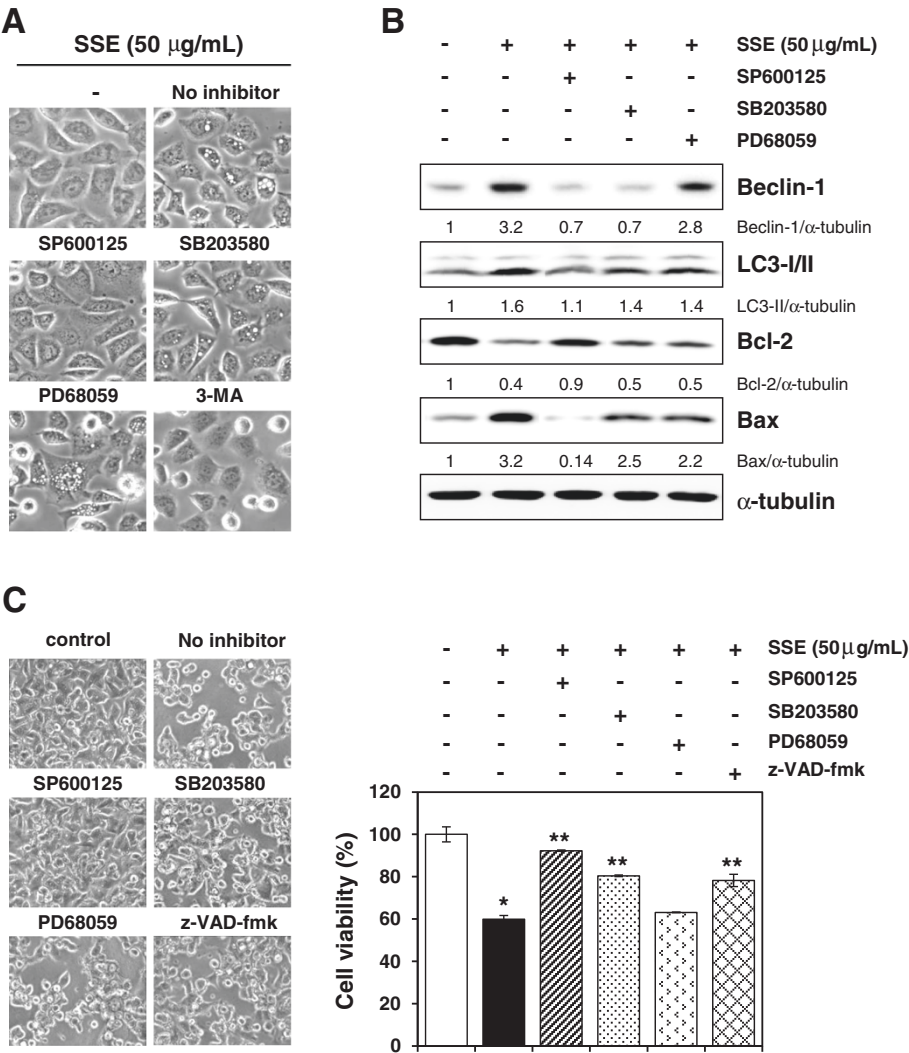 A
SSE (50 μg/mL)
- No inhibitor
SP600125 SB203580
PD68059 3-MA
B
- + + + + SSE (50 μg/mL)
- - + - - SP600125
- - - + - SB203580
- - - - + PD68059
Beclin-1
1 3.2 0.7 0.7 2.8 Beclin-1/α-tubulin
LC3-I/II
1 1.6 1.1 1.4 1.4 LC3-II/α-tubulin
Bcl-2
1 0.4 0.9 0.5 0.5 Bcl-2/α-tubulin
Bax
1 3.2 0.14 2.5 2.2 Bax/α-tubulin
α-tubulin
C
control No inhibitor
SP600125 SB203580
PD68059 z-VAD-fmk
- + + + + + SSE (50μg/mL)
- - + - - - SP600125
- - - + - - SB203580
- - - - + - PD68059
- - - - - + z-VAD-fmk
Cell viability (%)
120
100
80
60
40
20
0
* ** ** **